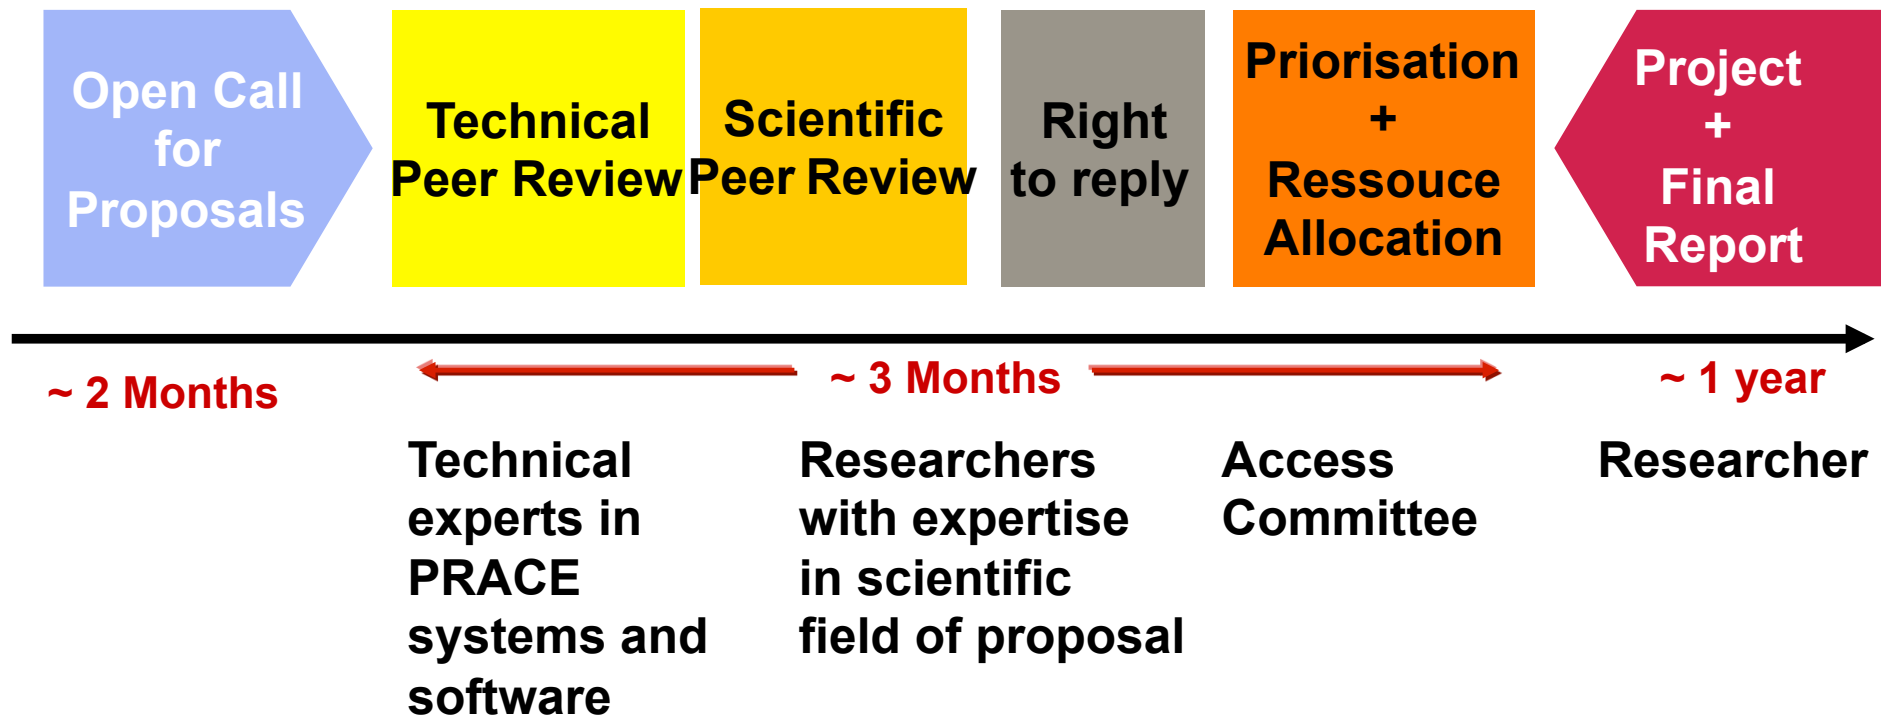 Open Call
for
Proposals
Technical
Peer Review
Scientific
Peer Review
Right
to reply
Priorisation
+
Ressouce
Allocation
Project
+
Final
Report
~ 2 Months
~ 3 Months
~ 1 year
Technical
experts in
PRACE
systems and
software
Researchers
with expertise
in scientific
field of proposal
Access
Committee
Researcher